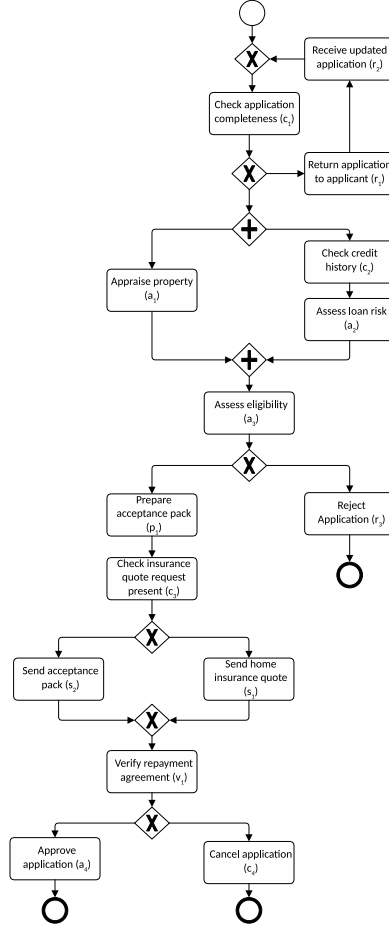 Receive updated
application (r2)
Check application
completeness (c1)
Return application
to applicant (r1)
Check credit
history (c2)
Appraise property
(a1)
Assess loan risk
(a2)
Assess eligibility
(a3)
Prepare
acceptance pack
(p1)
Reject
Application (r3)
Check insurance
quote request
present (c3)
Send acceptance
pack (s2)
Send home
insurance quote
(s1)
Verify repayment
agreement (v1)
Approve
application (a4)
Cancel application
(c4)